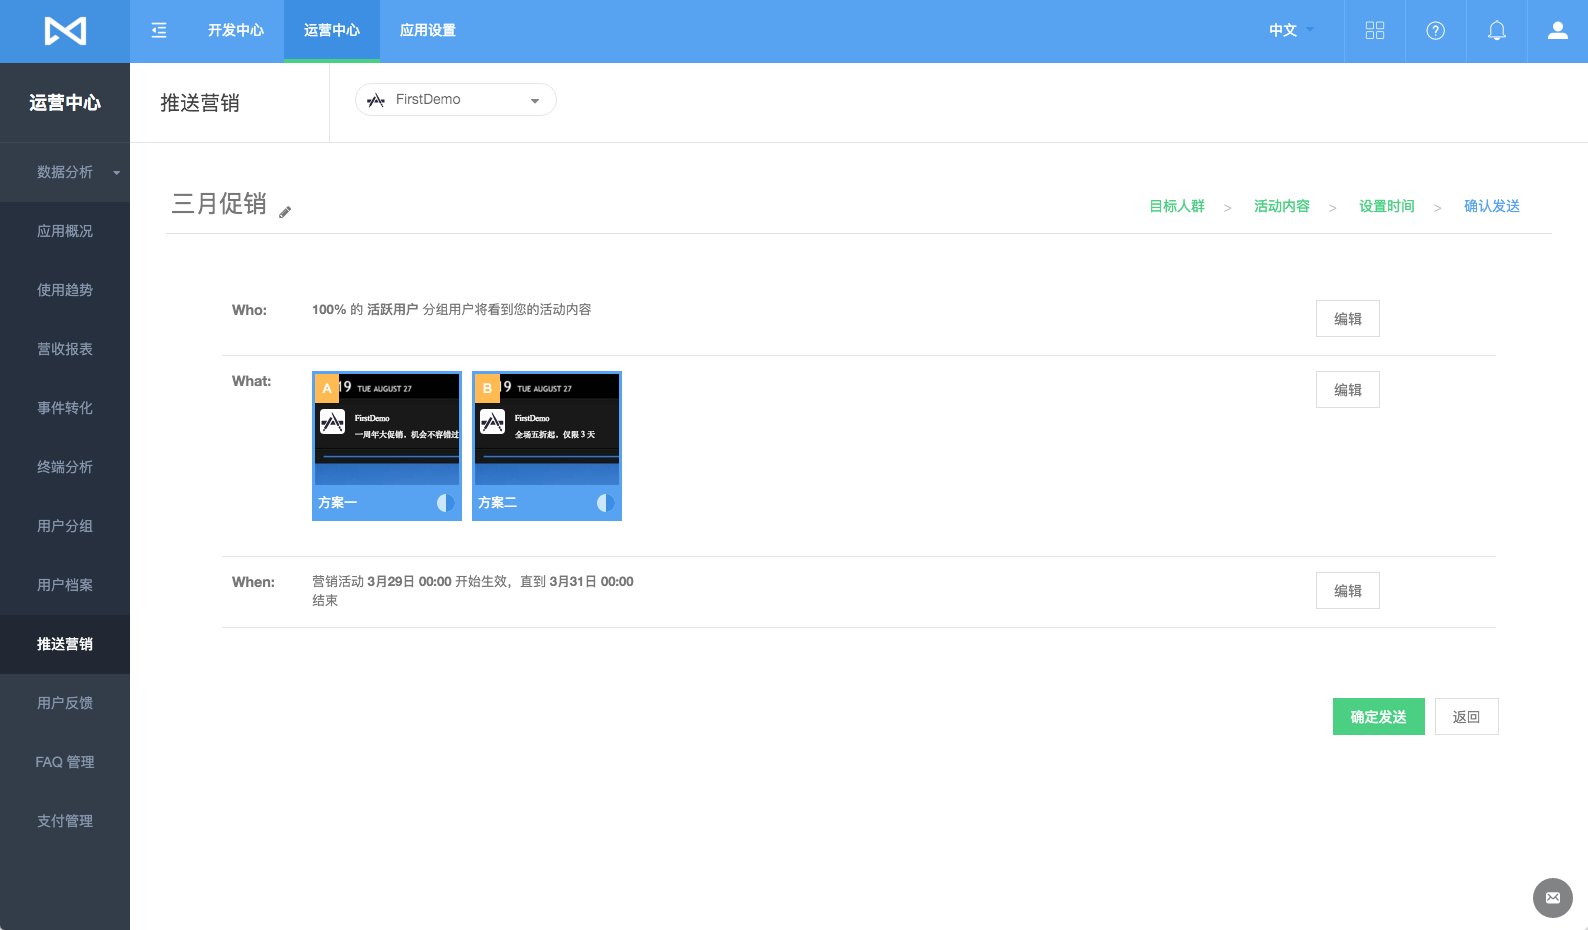 开发中心
运营中心
应用设置
中文
运营中心
推送营销
FirstDemo
数据分析
应用概况
使用趋势
营收报表
事件转化
终端分析
用户分组
用户档案
推送营销
用户反馈
FAQ 管理
支付管理
三月促销
目标人群 > 活动内容 > 设置时间 > 确认发送
Who:
100% 的 活跃用户 分组用户将看到您的活动内容
编辑
What:
A
19 TUE AUGUST 27
FirstDemo
一周年大促销，机会不容错过
方案一
B
19 TUE AUGUST 27
FirstDemo
全场五折起，仅限 3 天
方案二
编辑
When:
营销活动 3月29日 00:00 开始生效，直到 3月31日 00:00
结束
编辑
确定发送
返回